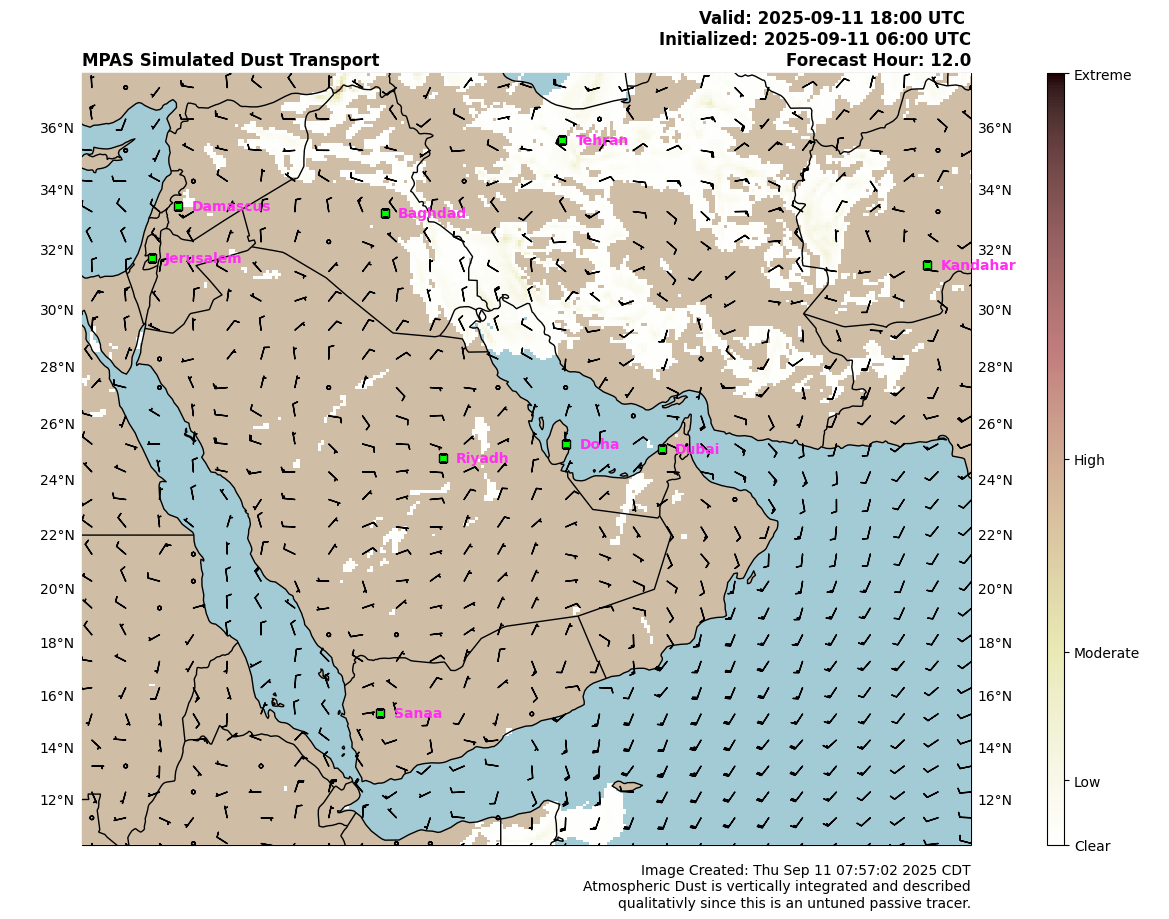 Valid: 2025-09-11 18:00 UTC
Initialized: 2025-09-11 06:00 UTC
MPAS Simulated Dust Transport
Forecast Hour: 12.0
Extreme
36°N
Tehran
36°N
34°N
34°N
Damascus
Baghdad
32°N
32°N
Jerusalem
Kandahar
30°N
30°N
28°N
28°N
26°N
26°N
Doha
Dubai
Riyadh
High
24°N
24°N
22°N
22°N
20°N
20°N
18°N
18°N
Moderate
16°N
16°N
Sanaa
14°N
14°N
Low
12°N
12°N
Clear
Image Created: Thu Sep 11 07:57:02 2025 CDT
Atmospheric Dust is vertically integrated and described
qualitativly since this is an untuned passive tracer.